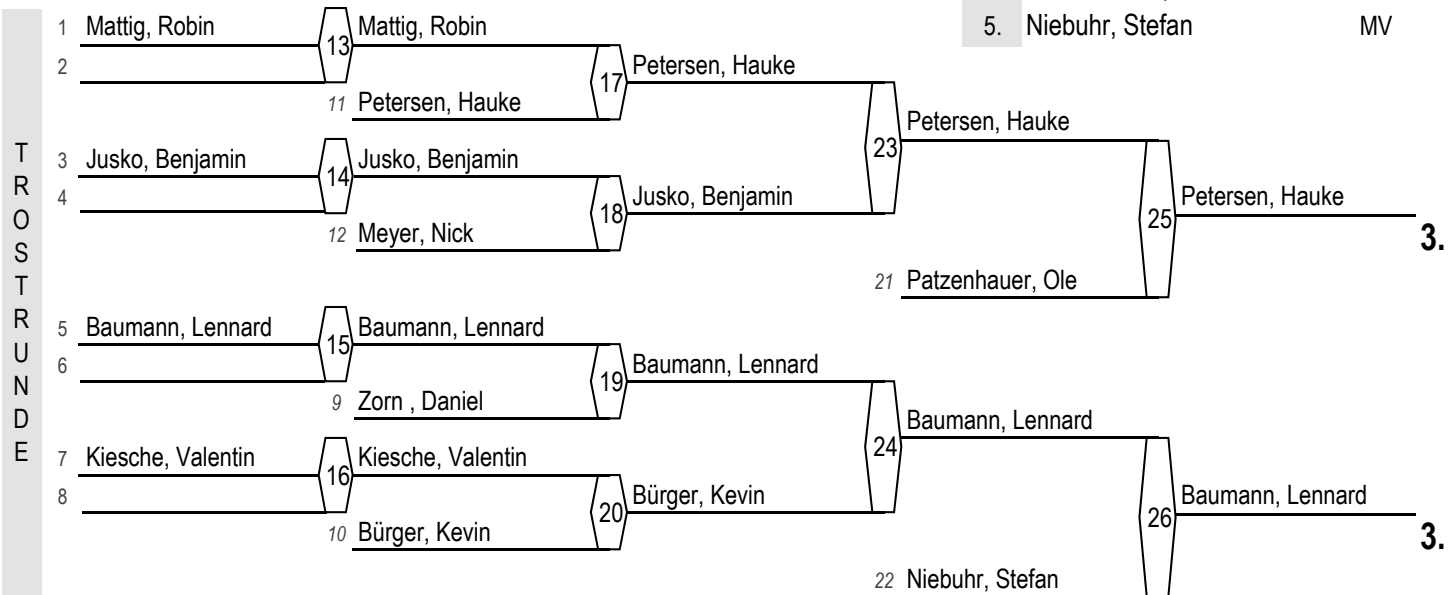 5. Niebuhr, Stefan MV
TROSTRUNDE
1 Mattig, Robin 13 Mattig, Robin
2
17 Petersen, Hauke
11 Petersen, Hauke
23 Petersen, Hauke
3 Jusko, Benjamin 14 Jusko, Benjamin
4
18 Jusko, Benjamin
12 Meyer, Nick
25 Petersen, Hauke
3.
21 Patzenhauer, Ole
5 Baumann, Lennard 15 Baumann, Lennard
6
19 Baumann, Lennard
9 Zorn , Daniel
24 Baumann, Lennard
7 Kiesche, Valentin 16 Kiesche, Valentin
8
20 Bürger, Kevin
10 Bürger, Kevin
26 Baumann, Lennard
3.
22 Niebuhr, Stefan